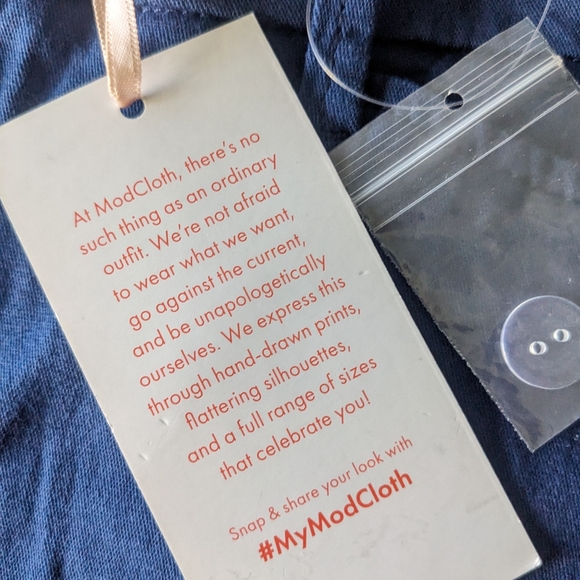 At ModCloth, there's no
such thing as an ordinary
outfit. We're not afraid
to wear what we want,
go against the current,
and be unapologetically
ourselves. We express this
through hand-drawn prints,
flattering silhouettes,
and a full range of sizes
that celebrate you!
Snap & share your look with
#MyModCloth